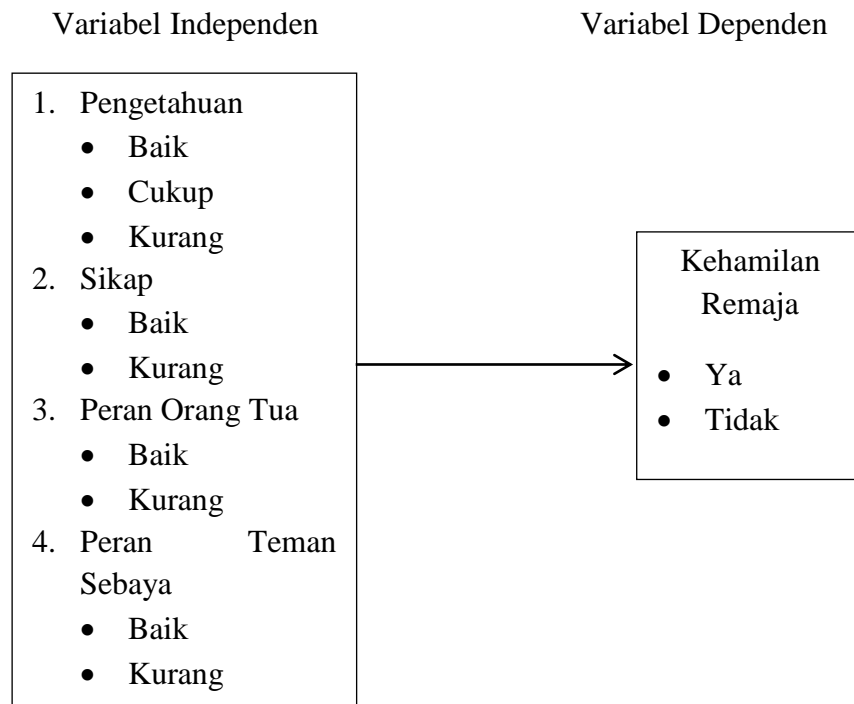 Variabel Independen
Variabel Dependen
1. Pengetahuan
• Baik
• Cukup
• Kurang
2. Sikap
• Baik
• Kurang
3. Peran Orang Tua
• Baik
• Kurang
4. Peran Teman
Sebaya
• Baik
• Kurang
Kehamilan
Remaja
• Ya
• Tidak